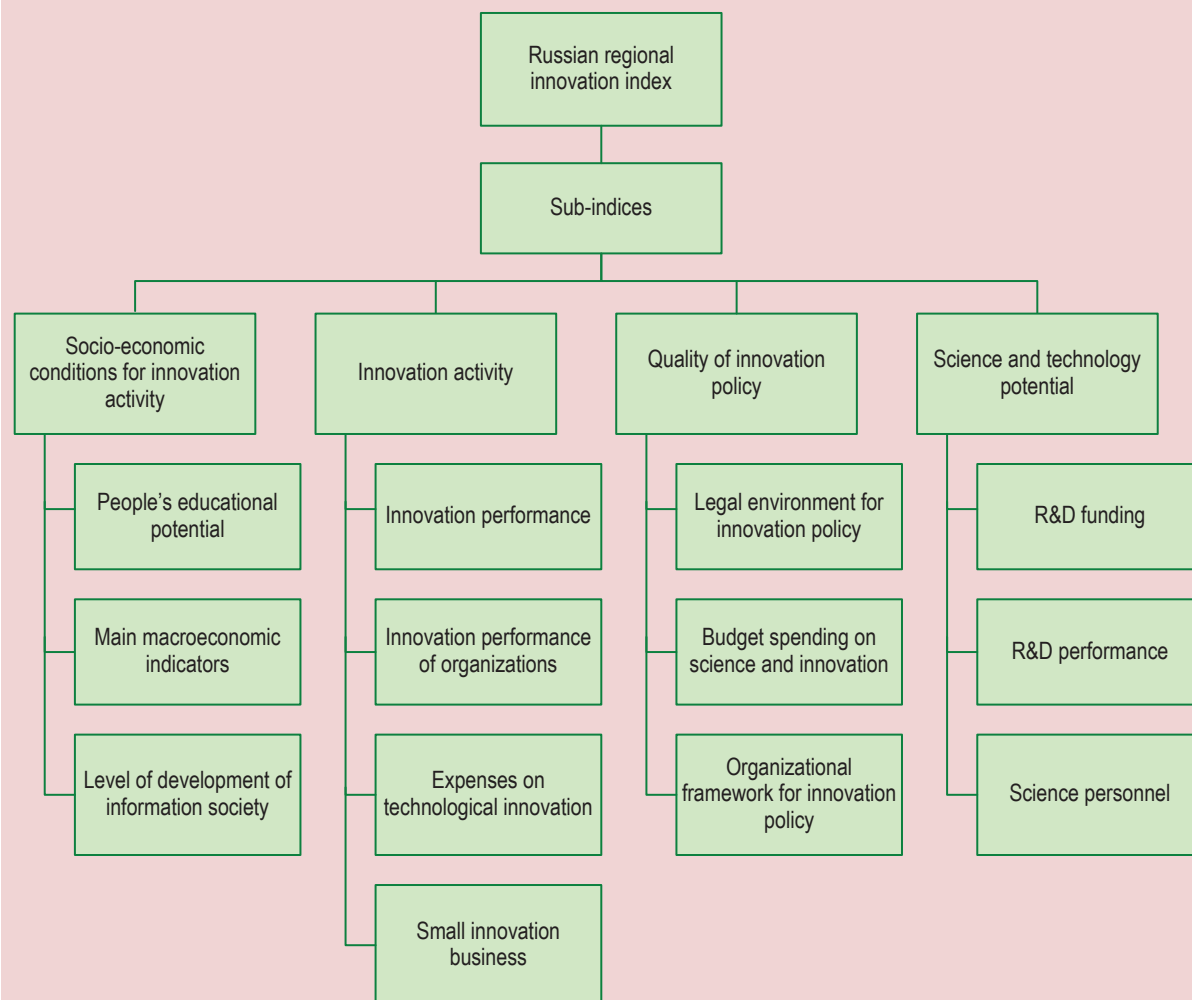 Russian regional
innovation index
Sub-indices
Socio-economic
conditions for innovation
activity
Innovation activity
Quality of innovation
policy
Science and technology
potential
People’s educational
potential
Main macroeconomic
indicators
Level of development of
information society
Innovation performance
Innovation performance
of organizations
Expenses on
technological innovation
Small innovation
business
Legal environment for
innovation policy
Budget spending on
science and innovation
Organizational
framework for innovation
policy
R&D funding
R&D performance
Science personnel